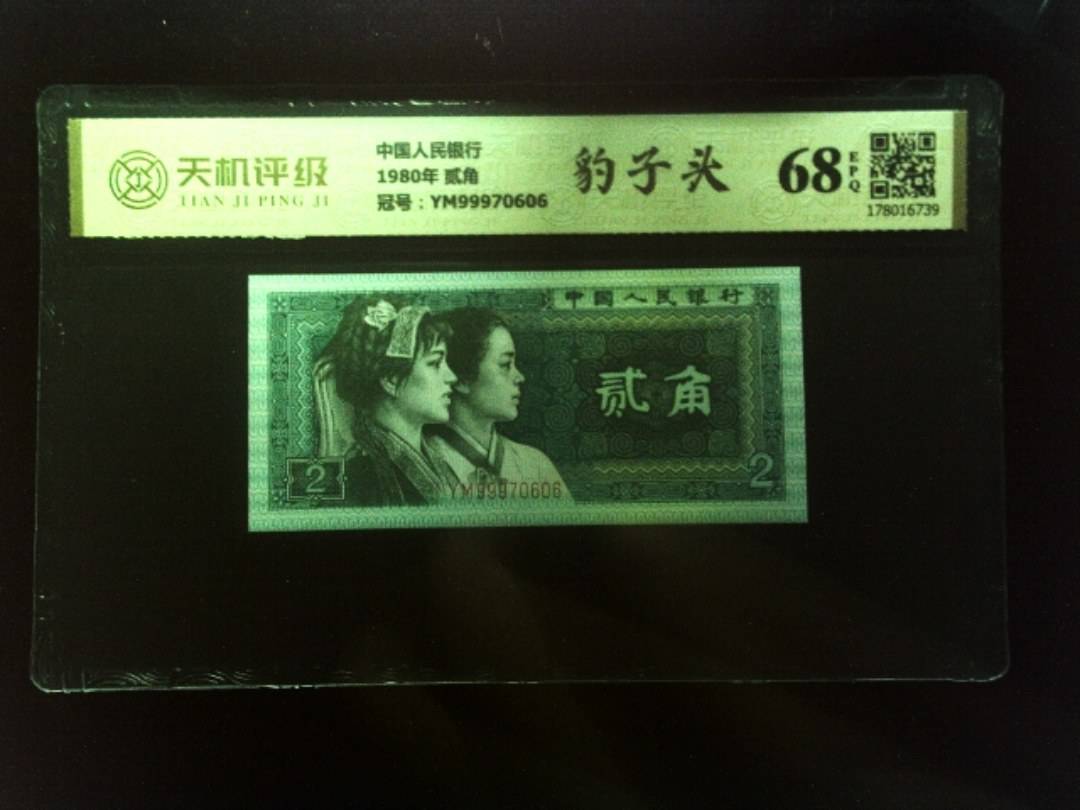 天机评级
TIAN JI PING JI
中国人民银行
1980年 贰角
冠号：YM99970606
豹子头
68
EPQ
178016739
中国人民银行
贰角
2
2
YM99970606